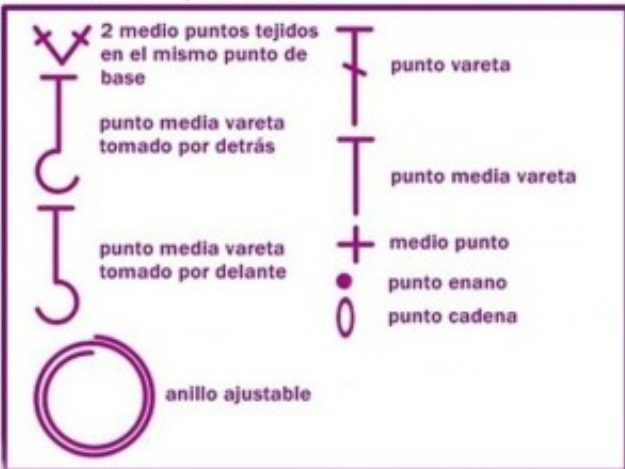 2 medio puntos tejidos
en el mismo punto de
base
punto media vareta
tomado por detrás
punto media vareta
tomado por delante
anillo ajustable
punto vareta
punto media vareta
medio punto
punto enano
punto cadena